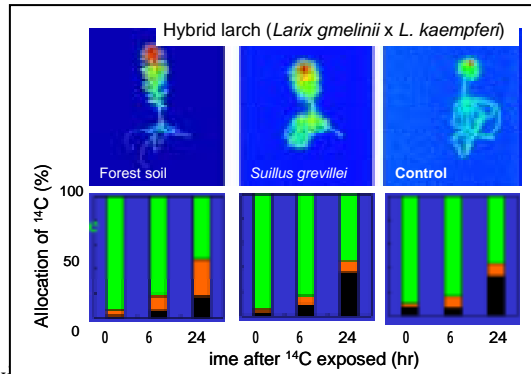 Hybrid larch (Larix gmelinii x L. kaempferi)
Forest soil
Suillus grevillei
Control
Allocation of 14C (%)
100
50
0
0 6 24
0 6 24
0 6 24
ime after 14C exposed (hr)